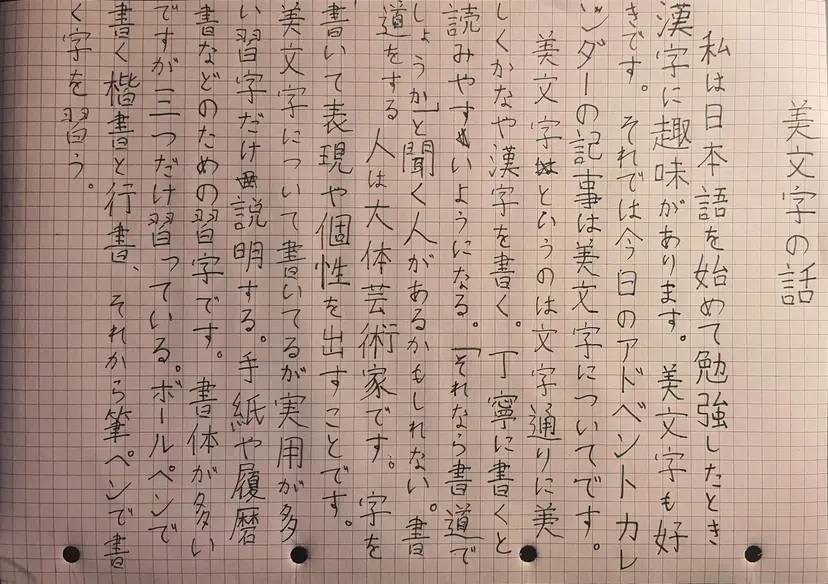 美文字の話
私は日本語を始めて勉強したとき
漢字に趣味があります。美文字も好
きです。それでは今日のアドベントカレ
ンダーの記事は美文字についてです。
美文字というのは文字通りに美
しくかなや漢字を書く。丁寧に書くと
読みやすいようになる。「それなら書道で
しょうか」と聞く人があるかもしれない。書
道をする人は大体芸術家です。字を
書いて表現や個性を出すことです。
美文字について書いてるが実用が多
い習字だけ説明する。手紙や履暦
書などのための習字です。書体が多い
ですが三つだけ習っている。ボールペンで
書く楷書と行書、それから筆ペンで書
く字を習う。